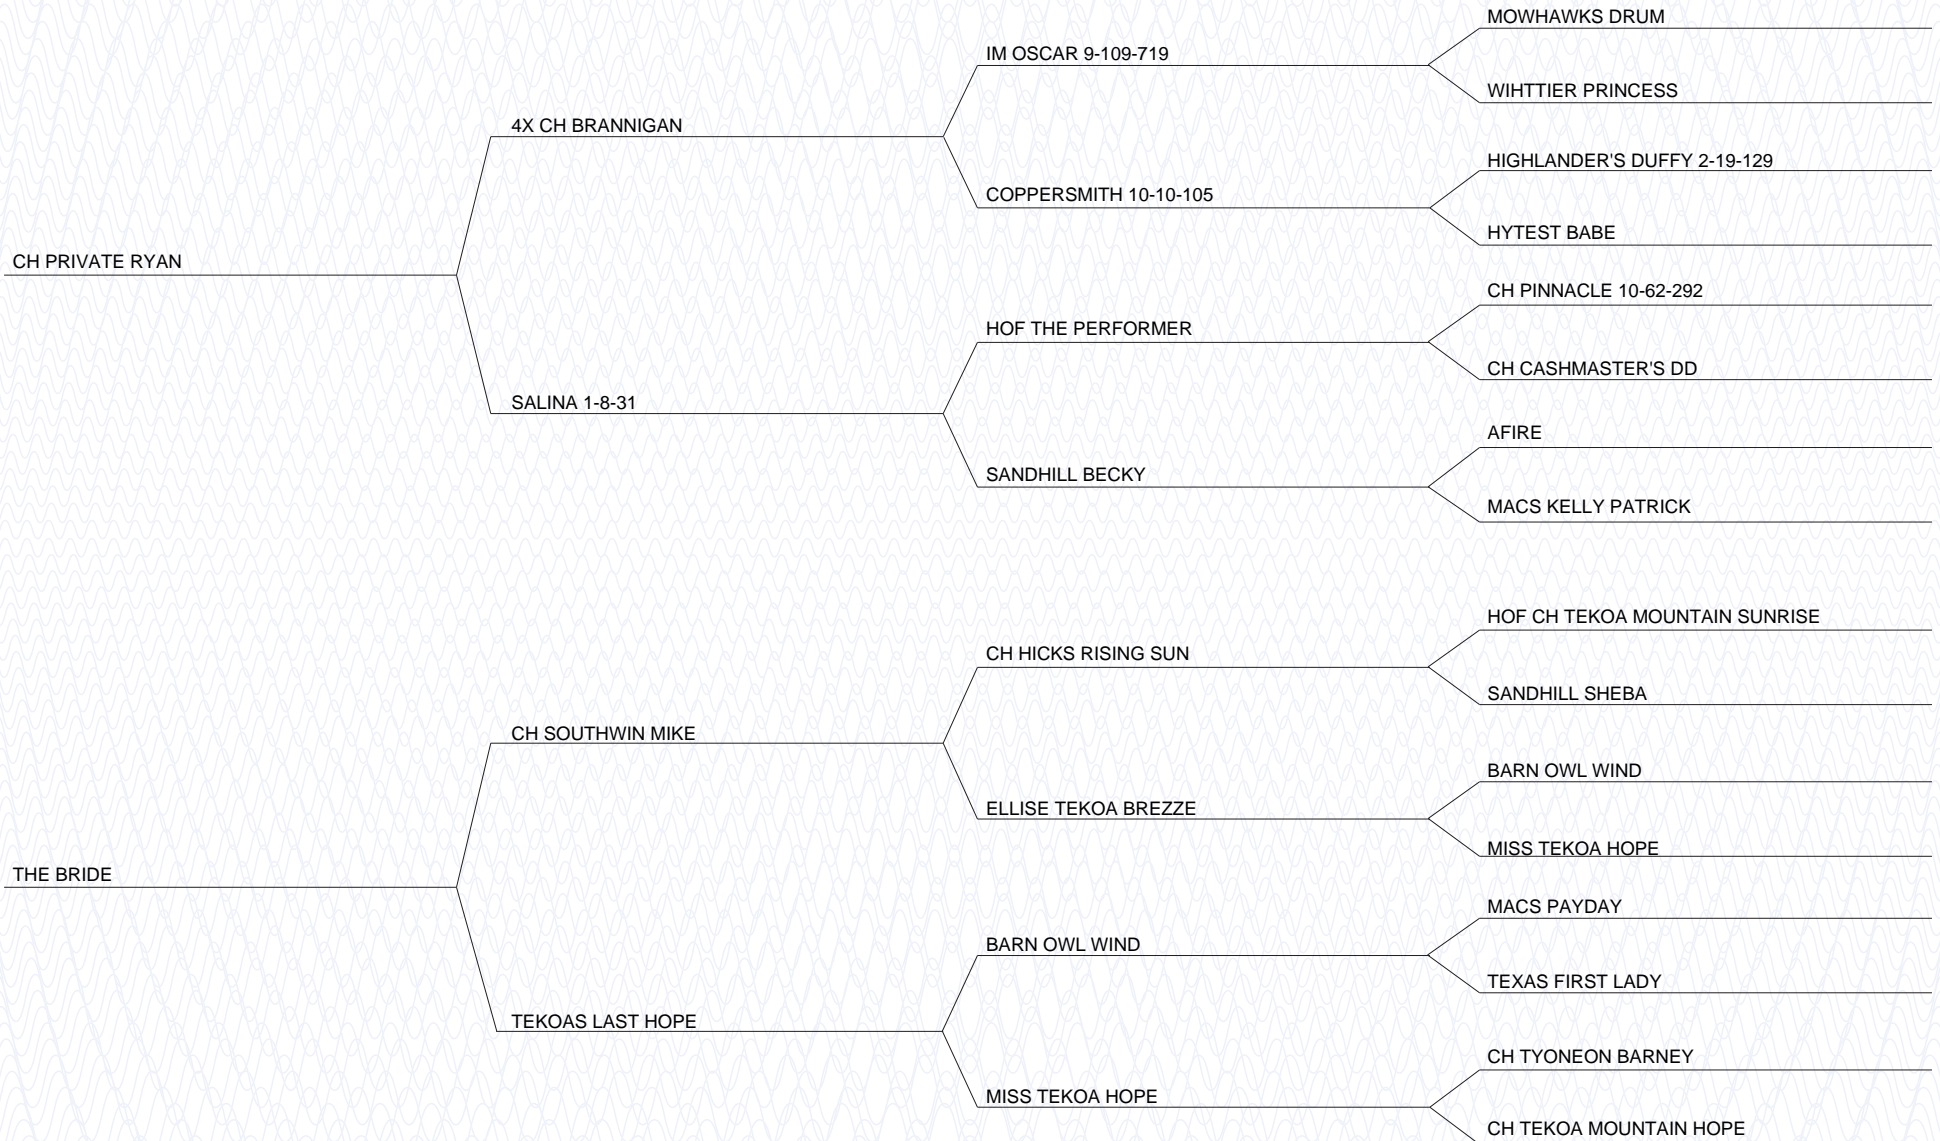 MOWHAWKS DRUM
IM OSCAR 9-109-719
WIHTTIER PRINCESS
4X CH BRANNIGAN
HIGHLANDER'S DUFFY 2-19-129
COPPERSMITH 10-10-105
HYTEST BABE
CH PRIVATE RYAN
CH PINNACLE 10-62-292
HOF THE PERFORMER
CH CASHMASTER'S DD
SALINA 1-8-31
AFIRE
SANDHILL BECKY
MACS KELLY PATRICK
HOF CH TEKOA MOUNTAIN SUNRISE
CH HICKS RISING SUN
SANDHILL SHEBA
CH SOUTHWIN MIKE
BARN OWL WIND
ELLISE TEKOA BREZZE
MISS TEKOA HOPE
THE BRIDE
MACS PAYDAY
BARN OWL WIND
TEXAS FIRST LADY
TEKOAS LAST HOPE
CH TYONEON BARNEY
MISS TEKOA HOPE
CH TEKOA MOUNTAIN HOPE